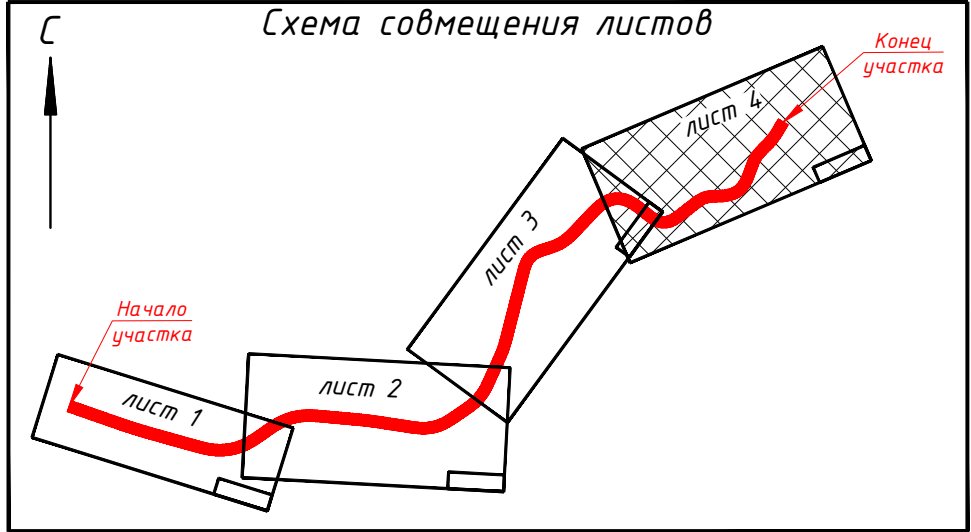 С
Схема совмещения листов
Конец
участка
лист 4
лист 3
Начало
участка
лист 2
лист 1